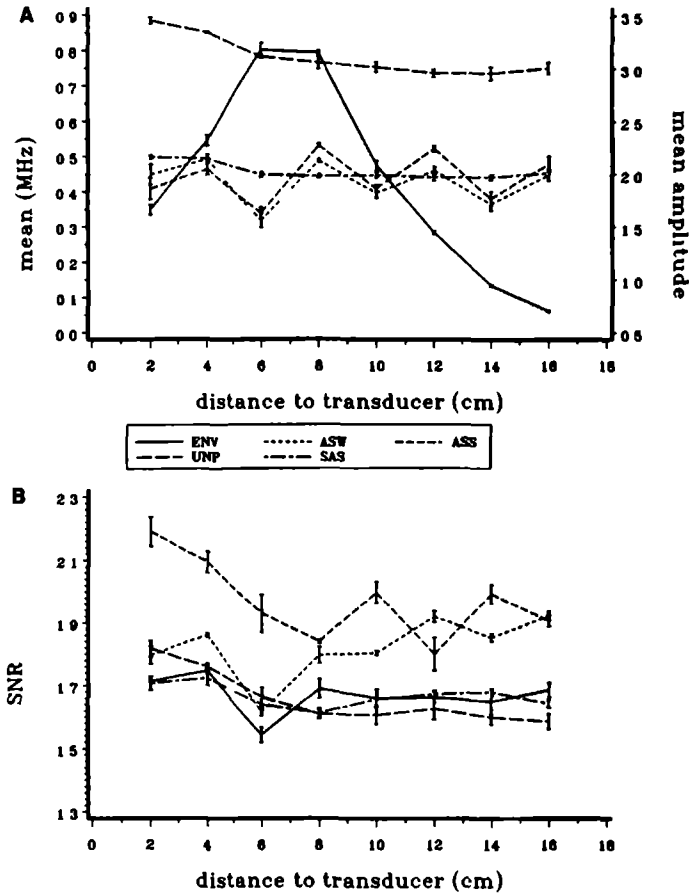 A
0 9
0 8
0 7
0 6
0 5
0 4
0 3
0 2
0 1
0 0
mean (MHz)
3 5
3 0
2 5
2 0
1 5
1 0
0 5
mean amplitude
0 2 4 6 8 10 12 14 16 18
distance to transducer (cm)
ENV ASW ASS
UNP SAS
B
2 3
2 1
1 9
1 7
1 5
1 3
SNR
0 2 4 6 8 10 12 14 16 18
distance to transducer (cm)